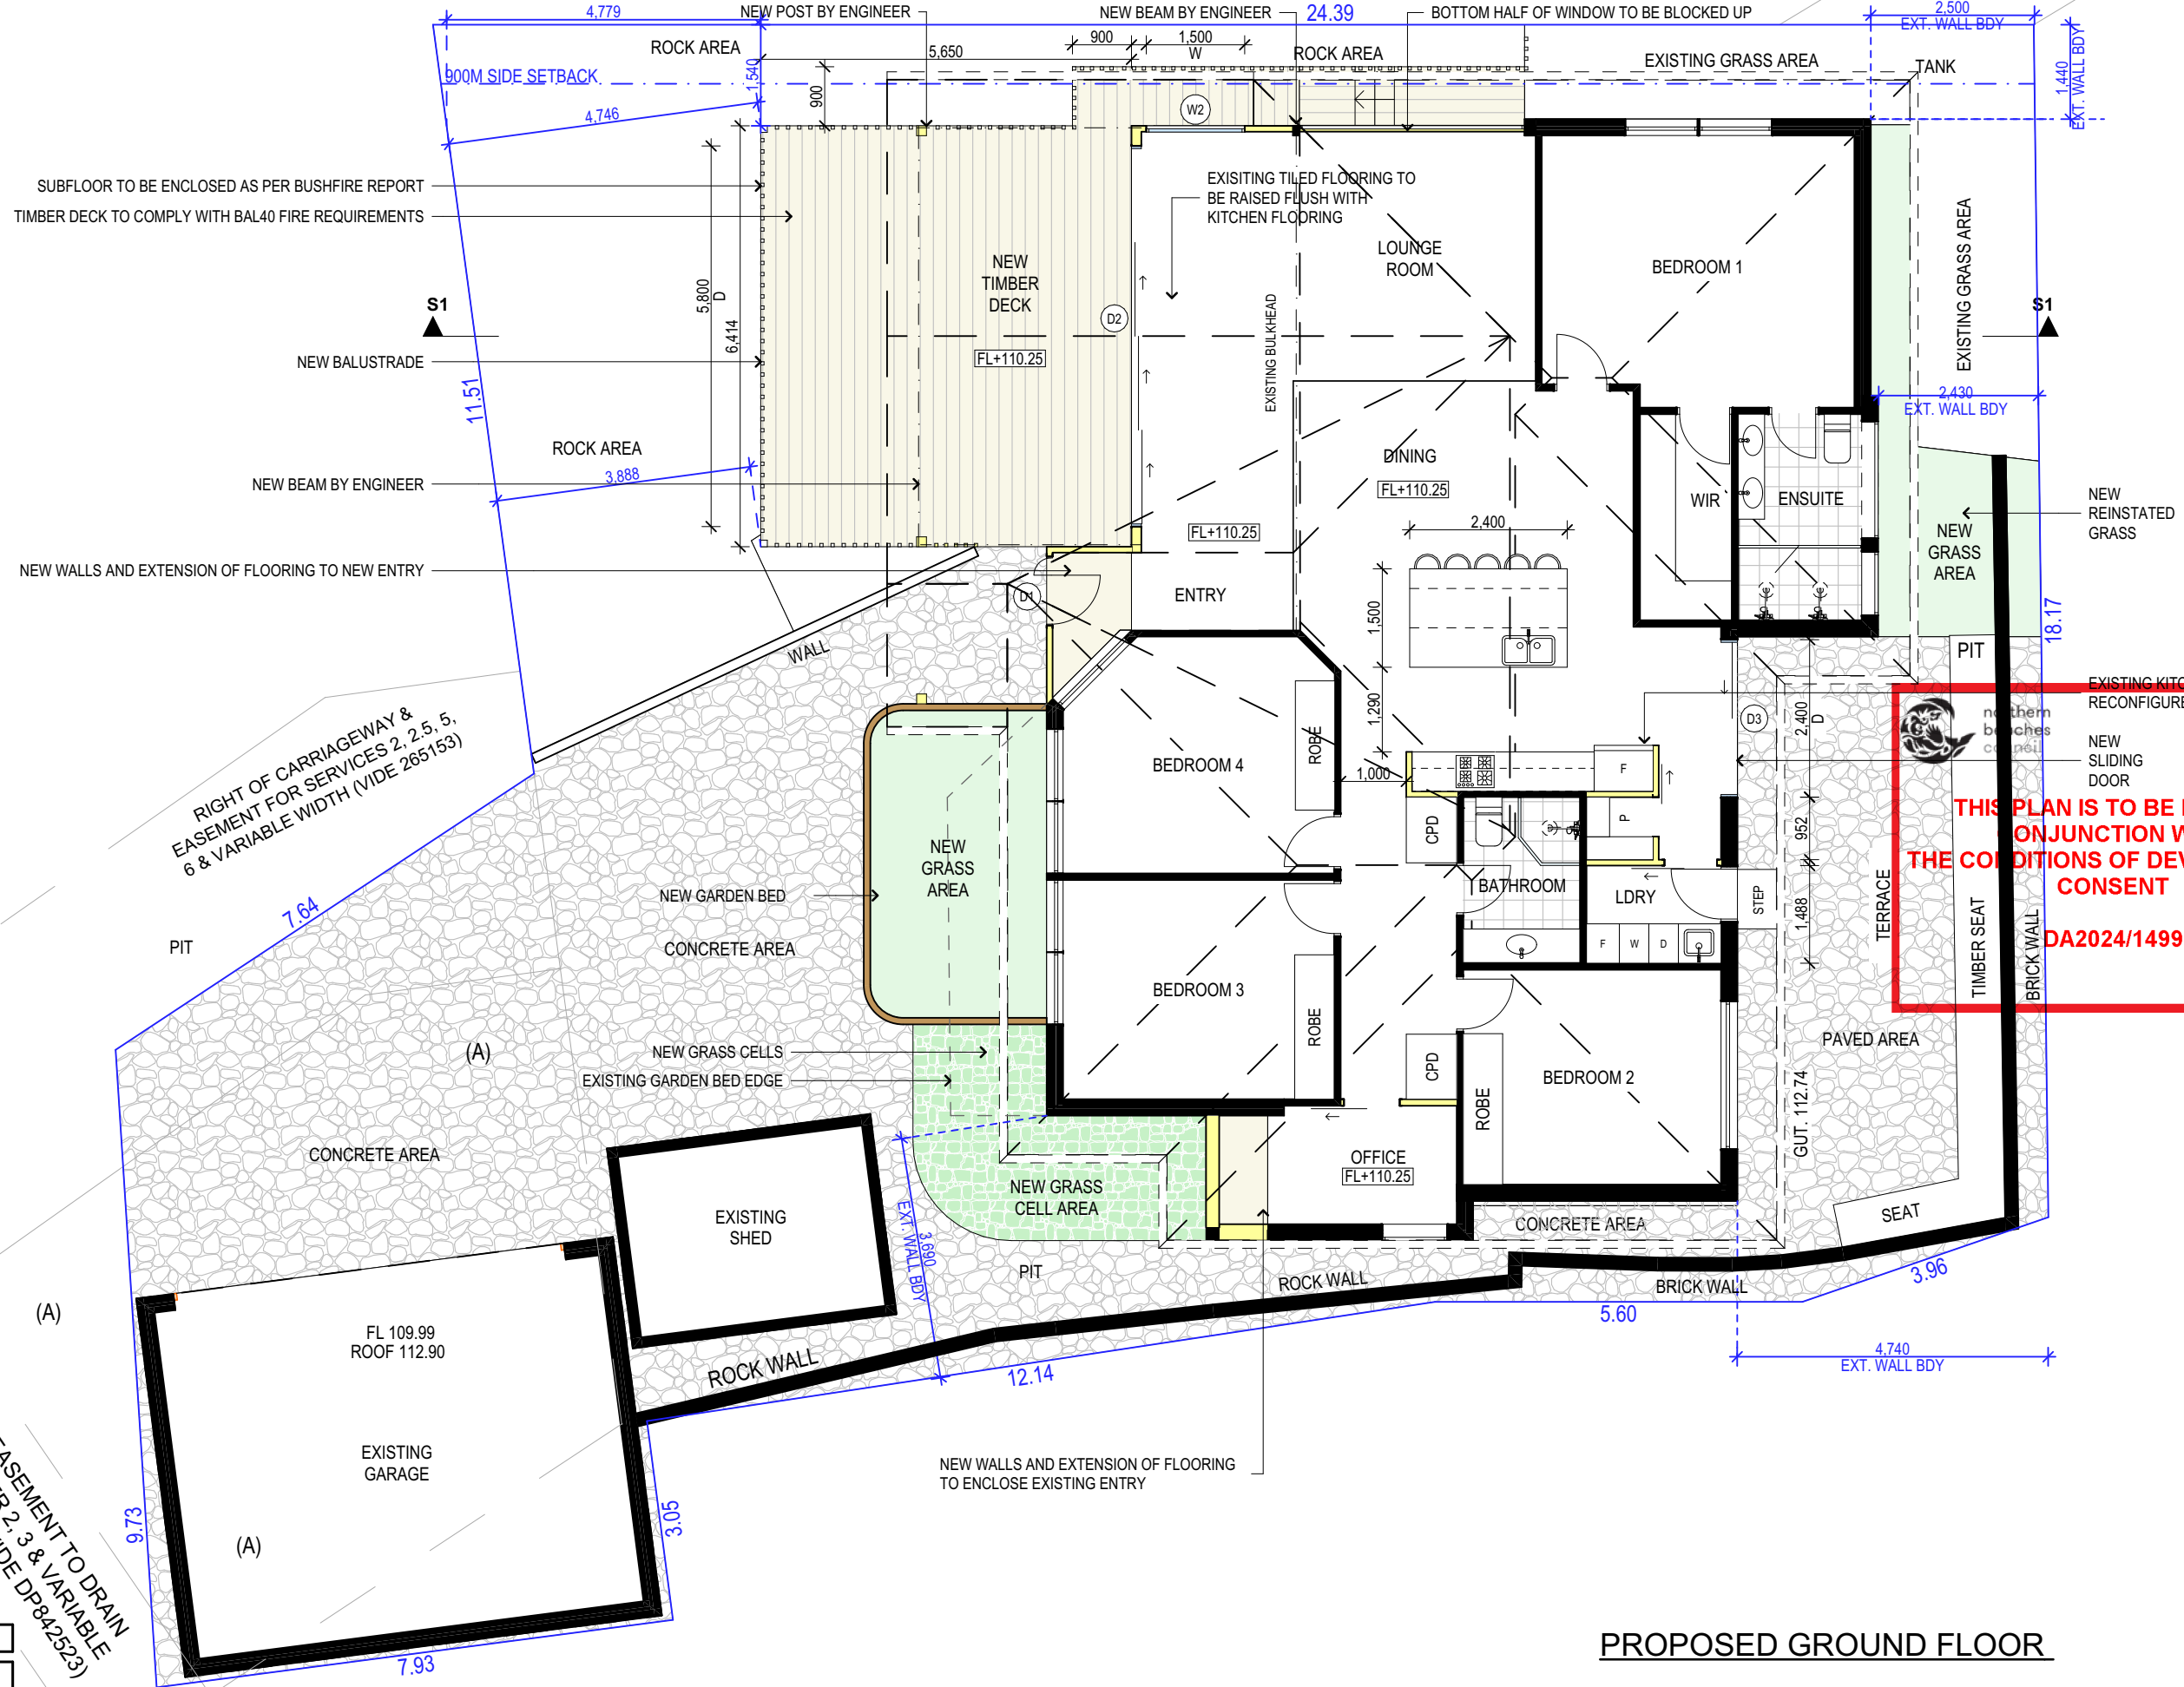 4,779
NEW POST BY ENGINEER
NEW BEAM BY ENGINEER
24.39
BOTTOM HALF OF WINDOW TO BE BLOCKED UP
2,500
EXT. WALL BDY
ROCK AREA
5,650
900
1,500
W
ROCK AREA
EXISTING GRASS AREA
TANK
1,440
EXT. WALL BDY
900M SIDE SETBACK
1,540
900
4,746
W2
SUBFLOOR TO BE ENCLOSED AS PER BUSHFIRE REPORT
TIMBER DECK TO COMPLY WITH BAL40 FIRE REQUIREMENTS
EXISITING TILED FLOORING TO
BE RAISED FLUSH WITH
KITCHEN FLOORING
LOUNGE
ROOM
BEDROOM 1
EXISTING GRASS AREA
NEW
TIMBER
DECK
FL+110.25
5,800
D
6,414
D2
EXISTING BULKHEAD
S1
S1
NEW BALUSTRADE
11.51
2,430
EXT. WALL BDY
ROCK AREA
3,888
NEW BEAM BY ENGINEER
DINING
FL+110.25
2,400
WIR
ENSUITE
NEW
REINSTATED
GRASS
NEW
GRASS
AREA
FL+110.25
NEW WALLS AND EXTENSION OF FLOORING TO NEW ENTRY
D1
ENTRY
1,500
18.17
WALL
PIT
RIGHT OF CARRIAGEWAY &
EASEMENT FOR SERVICES 2, 2.5, 5,
6 & VARIABLE WIDTH (VIDE 265153)
ROBE
1,290
2,400
D
D3
EXISTING KITC
RECONFIGURE
northern
beaches
council
NEW
SLIDING
DOOR
BEDROOM 4
1,000
F
P
CPD
952
THIS PLAN IS TO BE
CONJUNCTION W
THE CONDITIONS OF DEV
CONSENT
DA2024/1499
NEW
GRASS
AREA
NEW GARDEN BED
BATHROOM
LDRY
STEP
1,488
TERRACE
TIMBER SEAT
BRICK WALL
7.64
PIT
CONCRETE AREA
F
W
D
BEDROOM 3
ROBE
(A)
NEW GRASS CELLS
EXISTING GARDEN BED EDGE
CPD
ROBE
BEDROOM 2
PAVED AREA
GUT. 112.74
CONCRETE AREA
OFFICE
FL+110.25
NEW GRASS
CELL AREA
EXISTING
SHED
3,690
EXT. WALL BDY
CONCRETE AREA
SEAT
PIT
ROCK WALL
BRICK WALL
3.96
(A)
FL 109.99
ROOF 112.90
5.60
ROCK WALL
12.14
4,740
EXT. WALL BDY
EXISTING
GARAGE
NEW WALLS AND EXTENSION OF FLOORING
TO ENCLOSE EXISTING ENTRY
9.73
3.05
(A)
EASEMENT TO DRAIN
2, 3 & VARIABLE
DP842523)
7.93
PROPOSED GROUND FLOOR